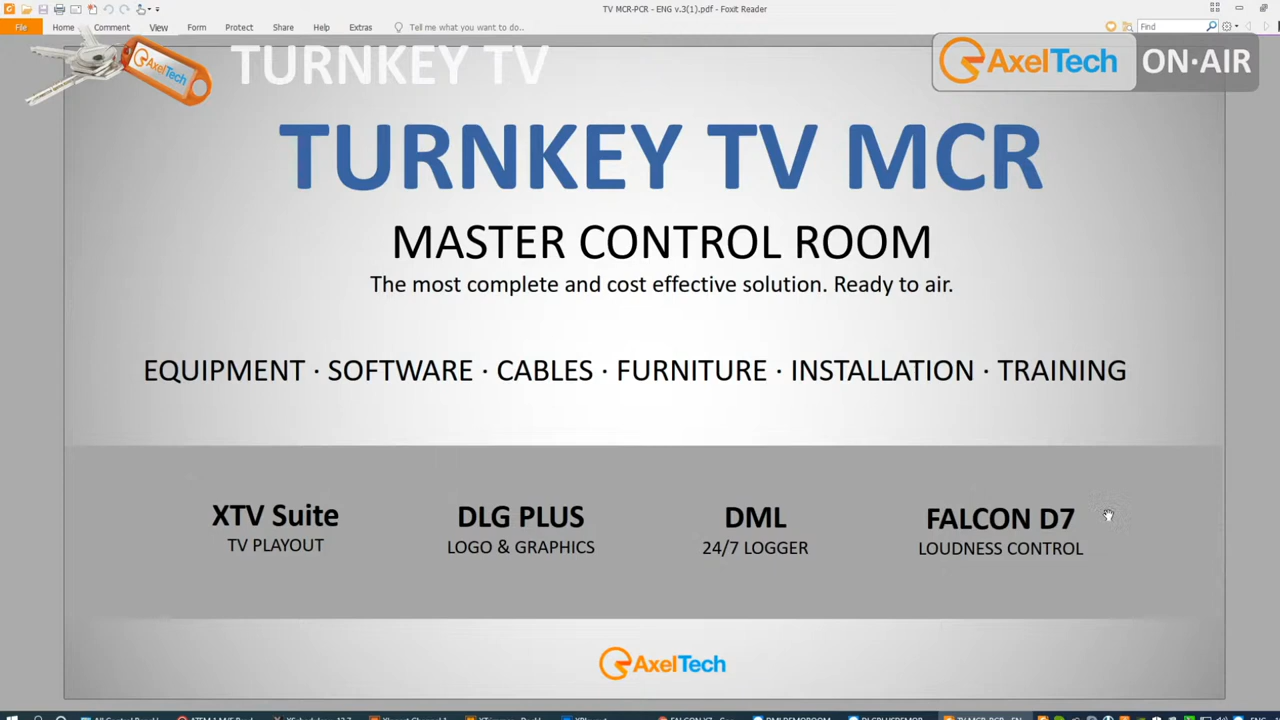 TV MCR-PCR - ENG v.3(1).pdf - Foxit Reader
File Home Comment View Form Protect Share Help Extras Tell me what you want to do.. Find
AxelTech
TURNKEY TV
AxelTech ON·AIR
TURNKEY TV MCR
MASTER CONTROL ROOM
The most complete and cost effective solution. Ready to air.
EQUIPMENT · SOFTWARE · CABLES · FURNITURE · INSTALLATION · TRAINING
XTV Suite
TV PLAYOUT
DLG PLUS
LOGO & GRAPHICS
DML
24/7 LOGGER
FALCON D7
LOUDNESS CONTROL
AxelTech